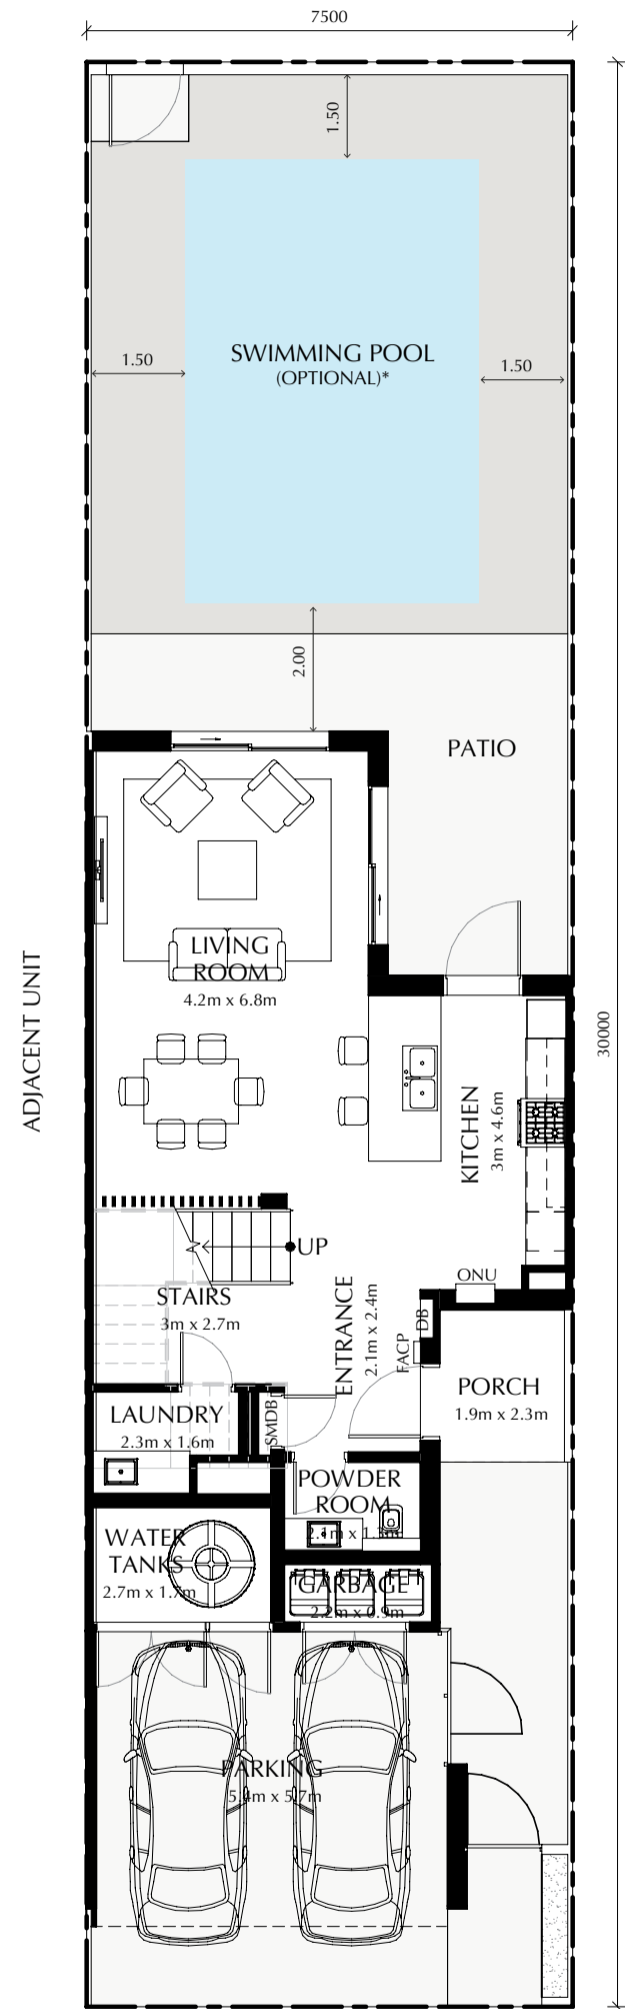 7500
1.50
SWIMMING POOL
(OPTIONAL)*
1.50
1.50
2.00
PATIO
ADJACENT UNIT
30000
LIVING
ROOM
4.2m x 6.8m
KITCHEN
3m x 4.6m
UP
ONU
STAIRS
3m x 2.7m
ENTRANCE
2.1m x 2.4m
FACP
DB
PORCH
1.9m x 2.3m
LAUNDRY
2.3m x 1.6m
SMDB
POWDER
ROOM
WATER
TANKS
2.7m x 1.7m
GARBAGE
2.2m x 0.9m
PARKING
5.4m x 5.7m